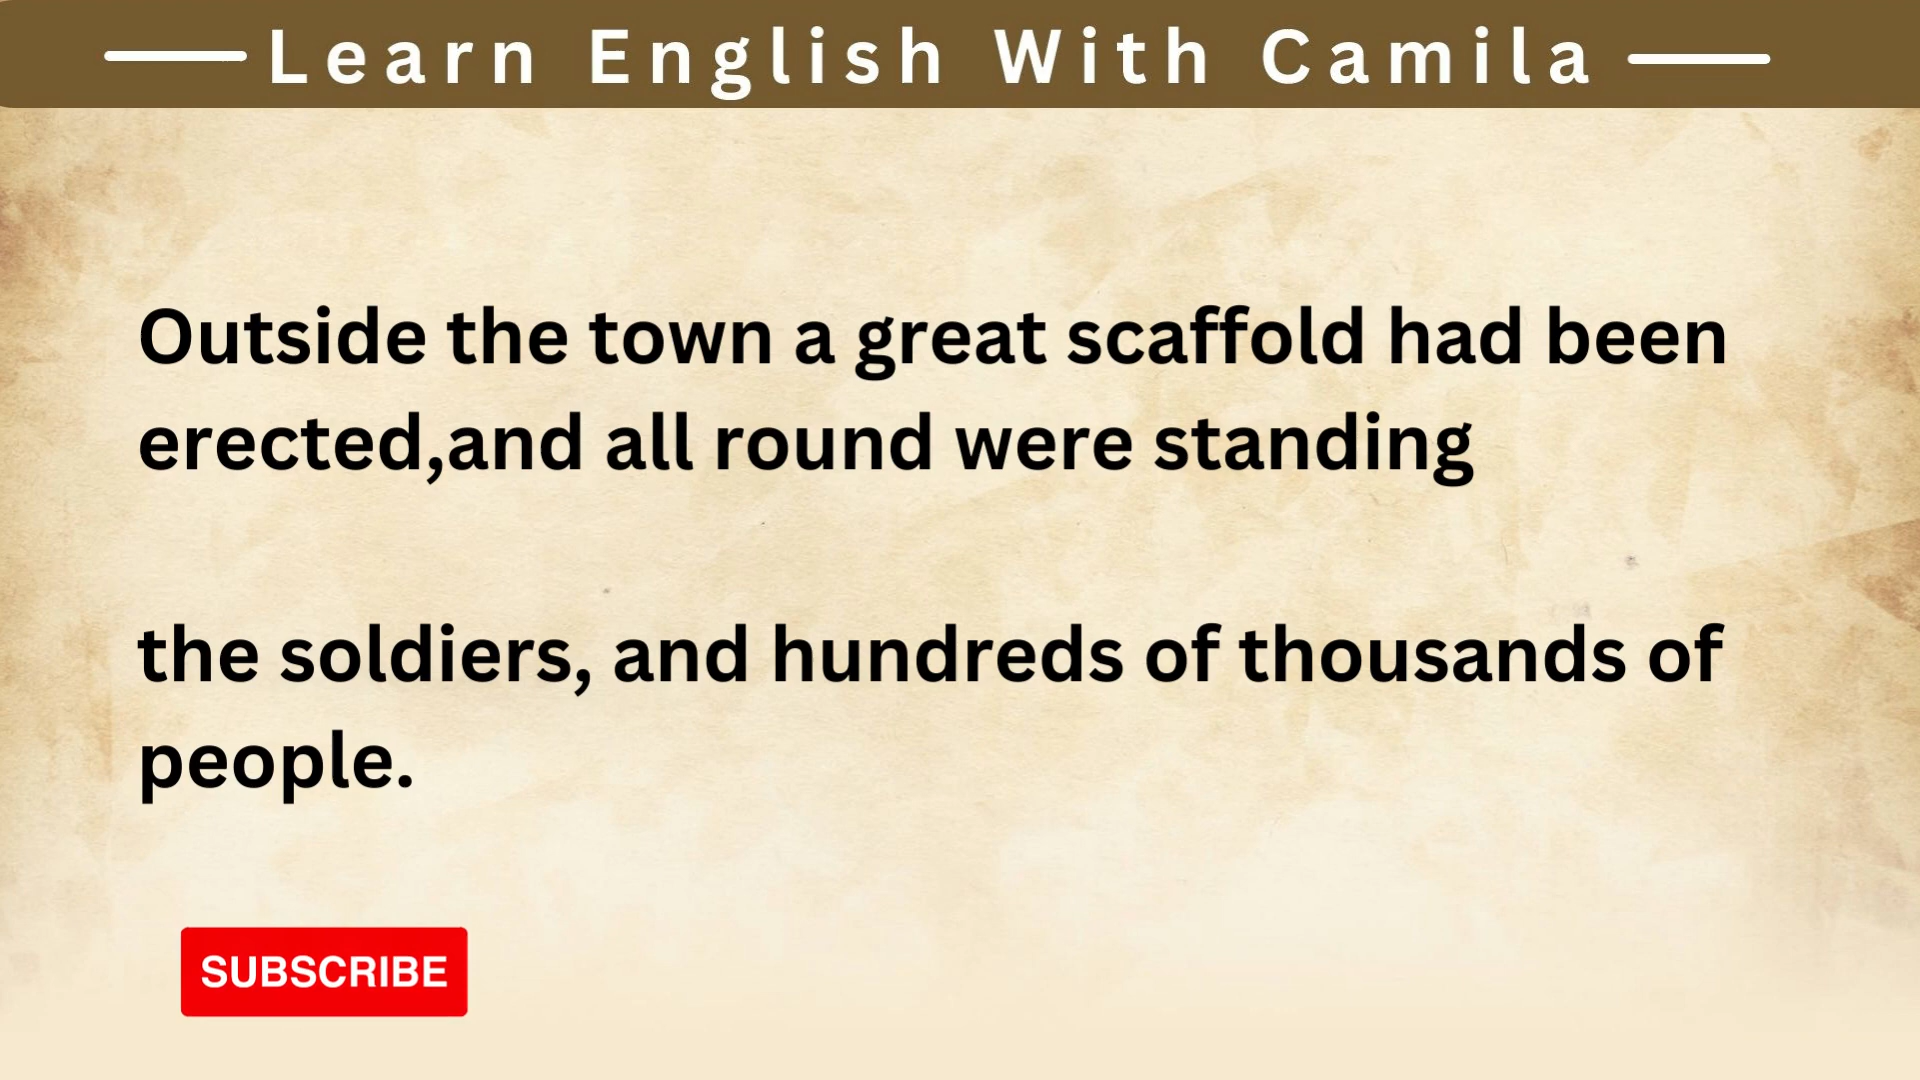 Learn English With Camila
Outside the town a great scaffold had been
erected,and all round were standing
the soldiers, and hundreds of thousands of
people.
SUBSCRIBE